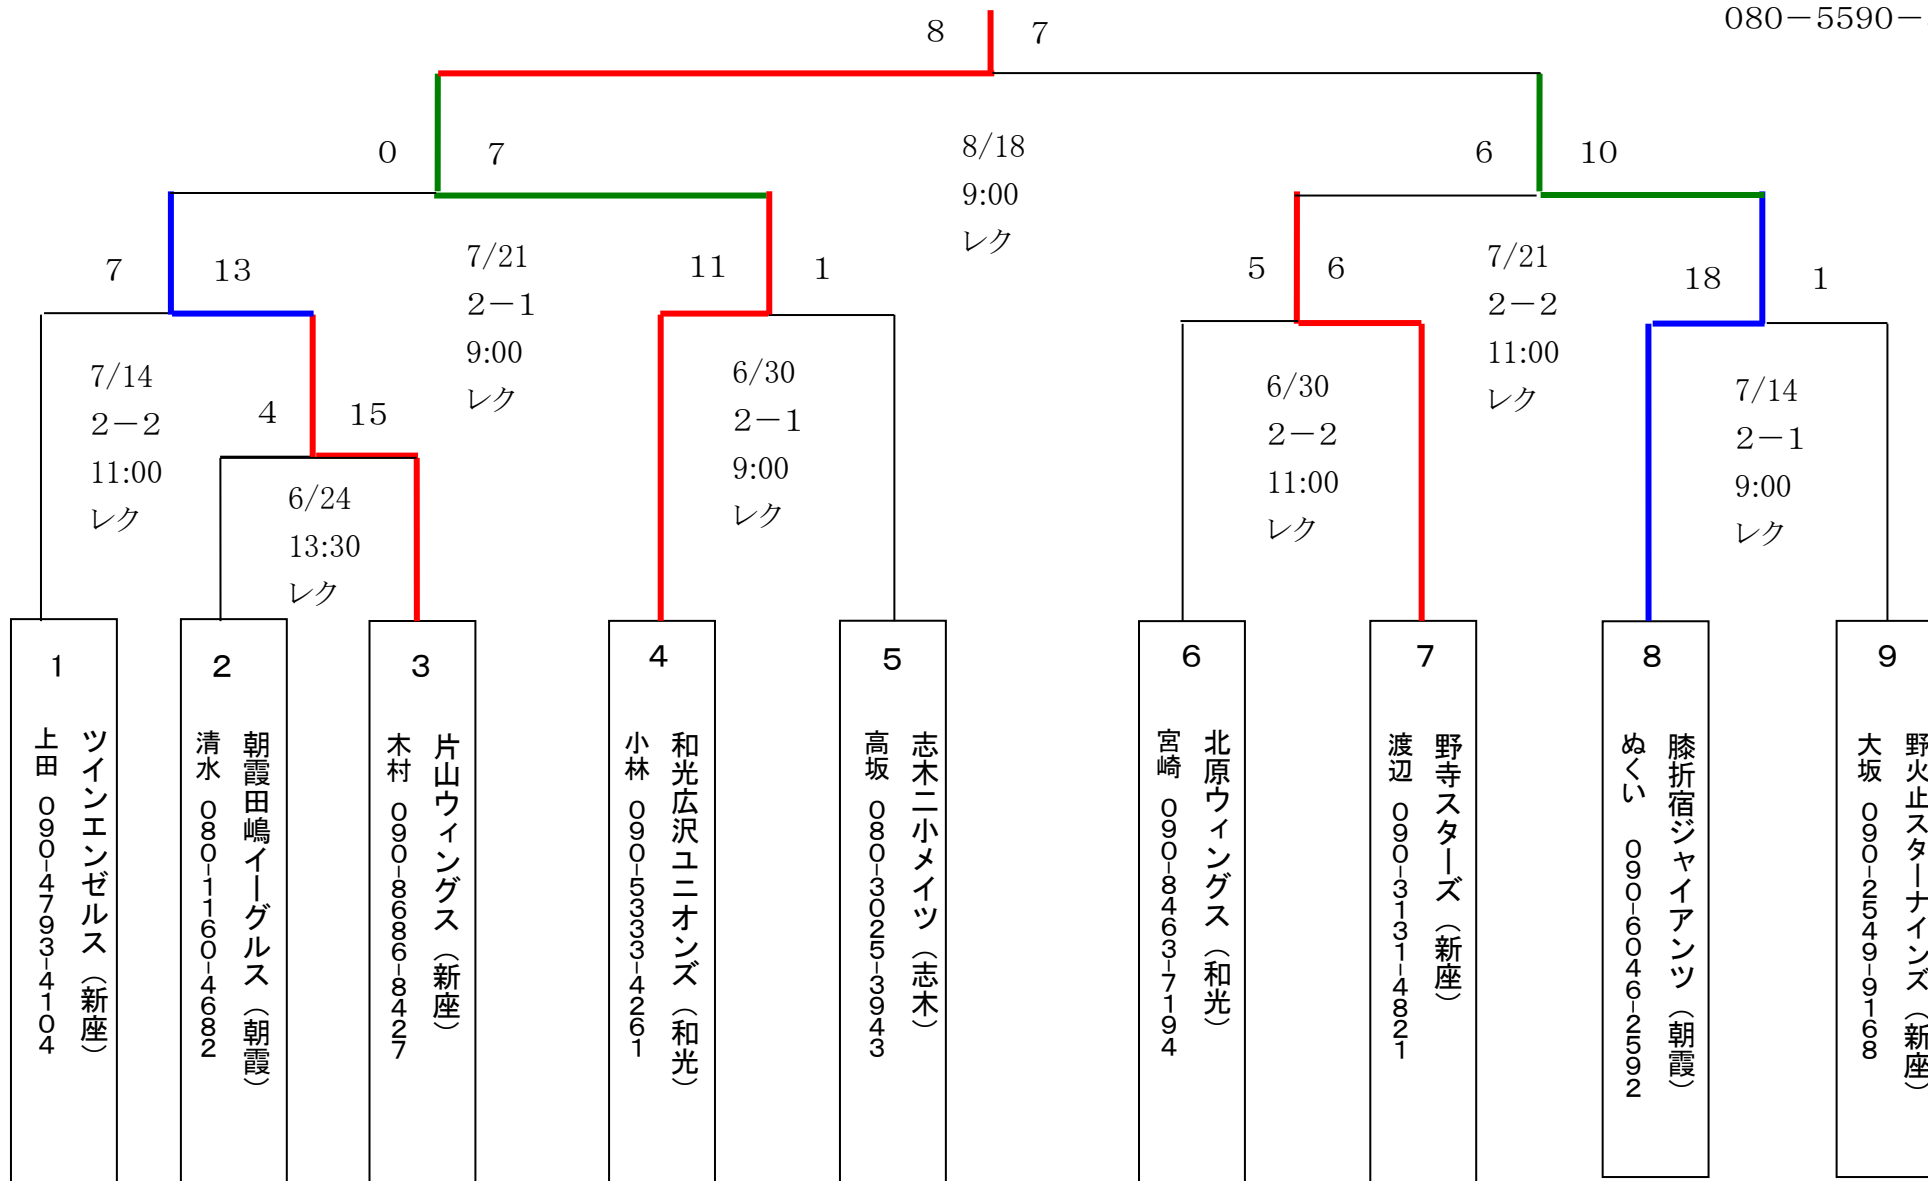 080－5590－
8 7
0 7
8/18
9:00
レク
6 10
7 13
7/21
2－1
9:00
レク
11 1
5 6
7/21
2－2
11:00
レク
18 1
7/14
2－2
11:00
レク
4 15
6/24
13:30
レク
6/30
2－1
9:00
レク
6/30
2－2
11:00
レク
7/14
2－1
9:00
レク
1
ツインエンゼルス（新座）
上田 090-4793-4104
2
朝霞田嶋イーグルス（朝霞）
清水 080-1160-4682
3
片山ウィングス（新座）
木村 090-8686-8427
4
和光広沢ユニオンズ（和光）
小林 090-5333-4261
5
志木二小メイツ（志木）
高坂 080-3025-3943
6
北原ウィングス（和光）
宮崎 090-8463-7194
7
野寺スターズ（新座）
渡辺 090-3131-4821
8
膝折宿ジャイアンツ（朝霞）
ぬくい 090-6046-2592
9
野火止スターナインズ（新座）
大坂 090-2549-9168